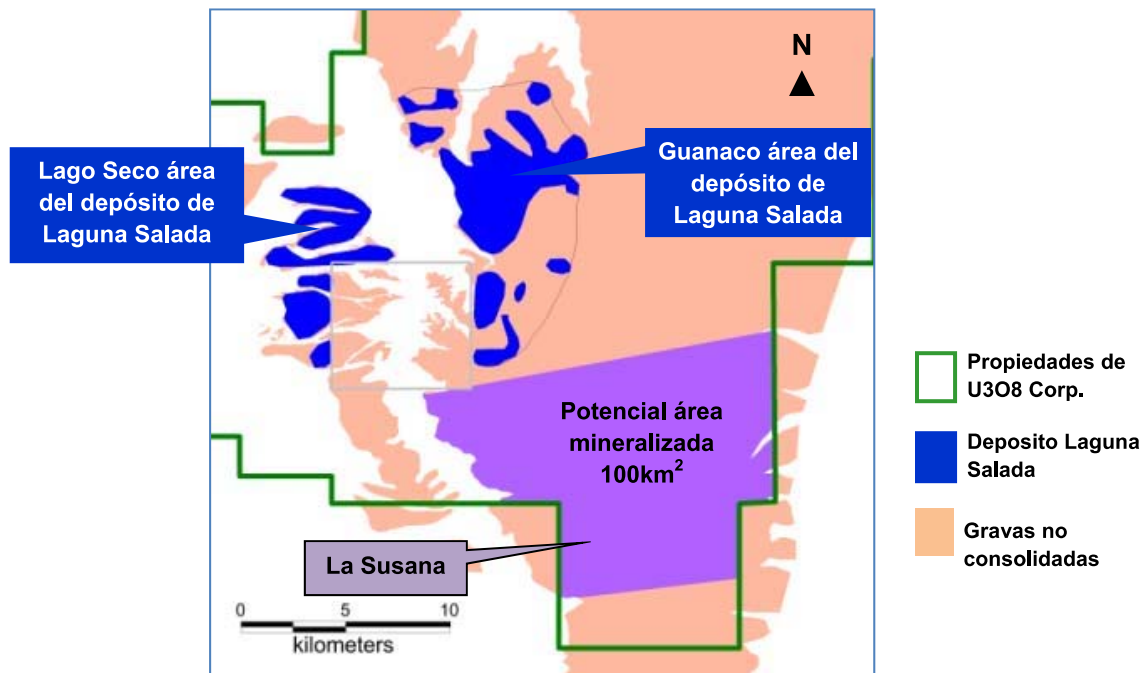 N
Lago Seco área
del depósito de
Laguna Salada
Guanaco área del
depósito de
Laguna Salada
Potencial área
mineralizada
100km²
La Susana
0 5 10
kilometers
Propiedades de
U3O8 Corp.
Deposito Laguna
Salada
Gravas no
consolidadas